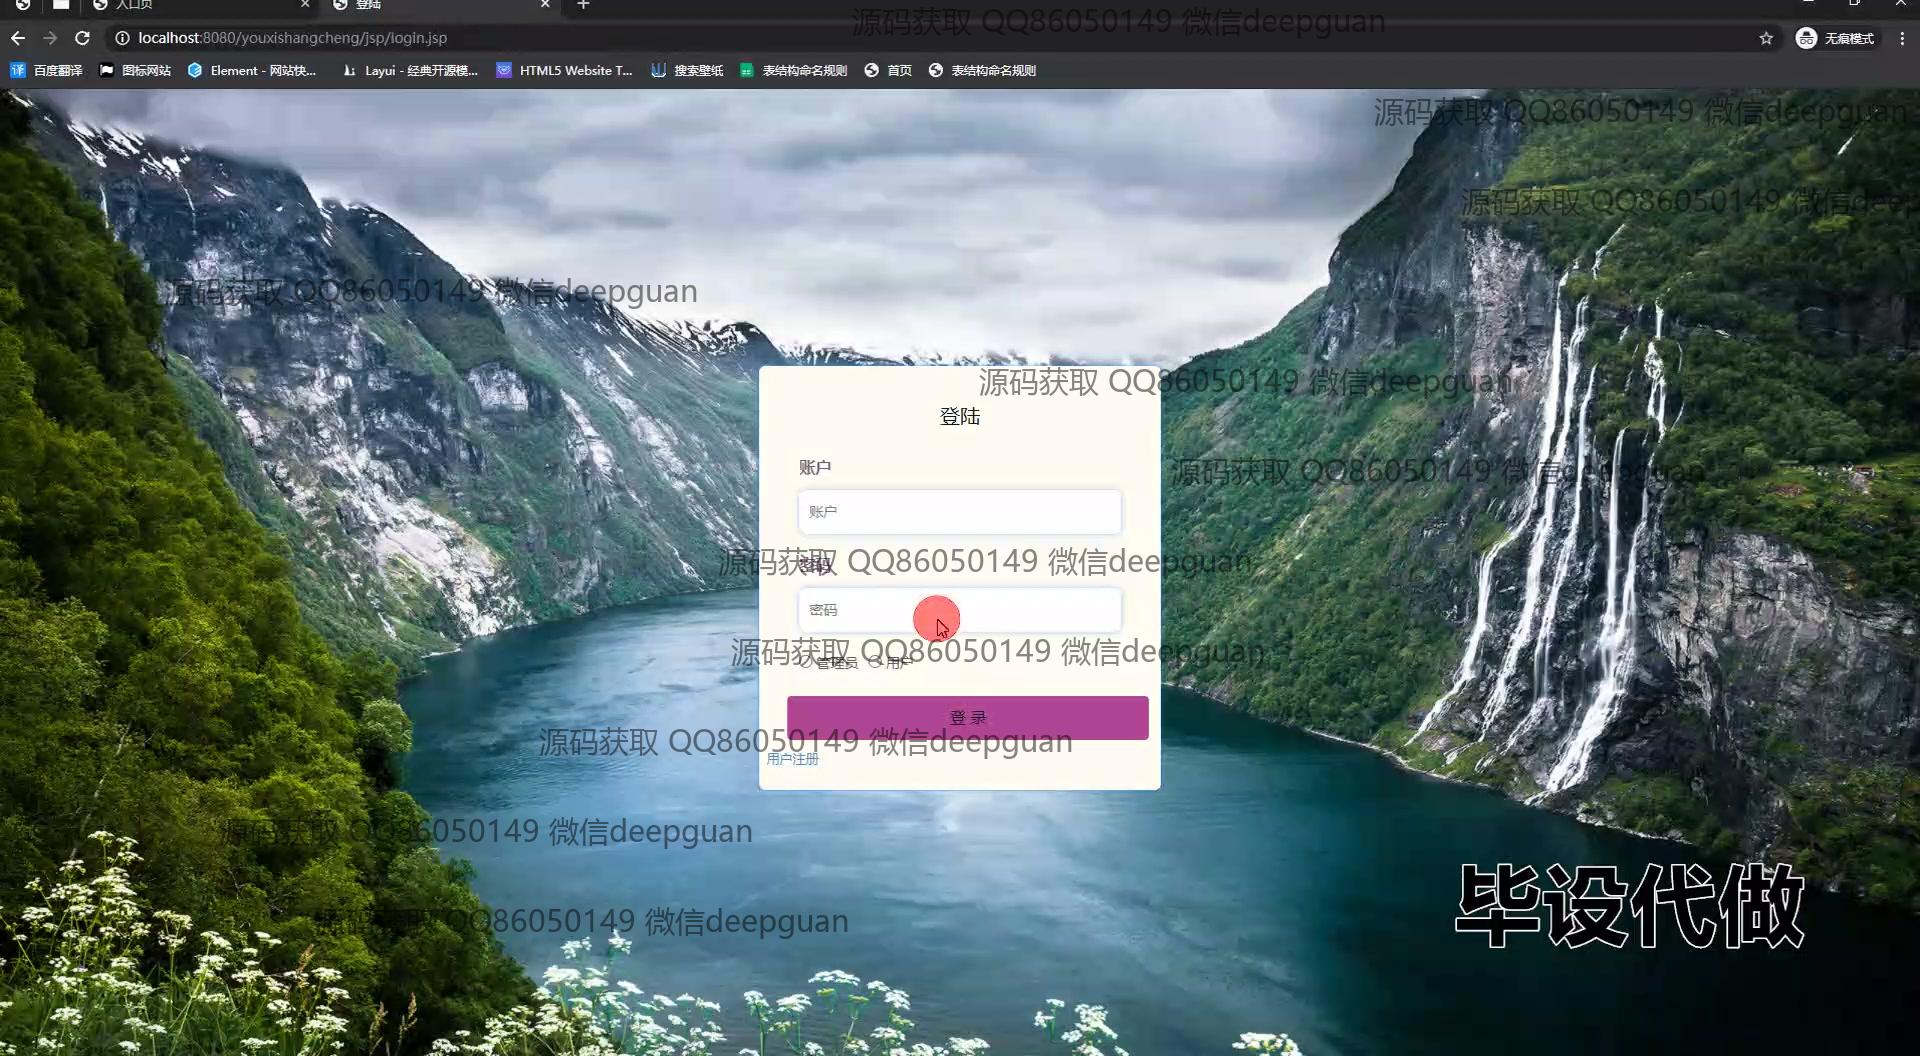 入口页
登陆
源码获取 QQ86050149 微信deepguan
localhost:8080/youxishangcheng/jsp/login.jsp
无痕模式
百度翻译
图标网站
Element - 网站快...
Layui - 经典开源模...
HTML5 Website T...
搜索壁纸
表结构命名规则
首页
表结构命名规则
源码获取 QQ86050149 微信deepguan
源码获取 QQ86050149 微信deep
源码获取 QQ86050149 微信deepguan
源码获取 QQ86050149 微信deepguan
登陆
账户
源码获取 QQ86050149 微信deepguan
账户
密码
源码获取 QQ86050149 微信deepguan
密码
源码获取 QQ86050149 微信deepguan
管理员 用户
登 录
源码获取 QQ86050149 微信deepguan
用户注册
源码获取 QQ86050149 微信deepguan
毕设代做
源码获取 QQ86050149 微信deepguan